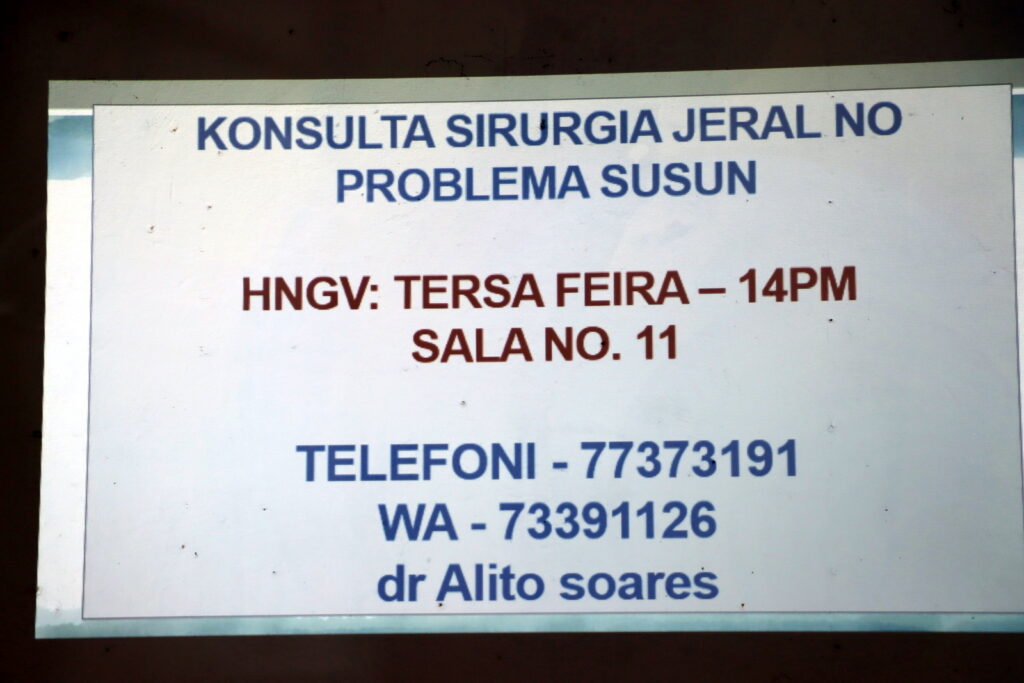 KONSULTA SIRURGIA JERAL NO
PROBLEMA SUSUN
HNGV: TERSA FEIRA – 14PM
SALA NO. 11
TELEFONI - 77373191
WA - 73391126
dr Alito soares